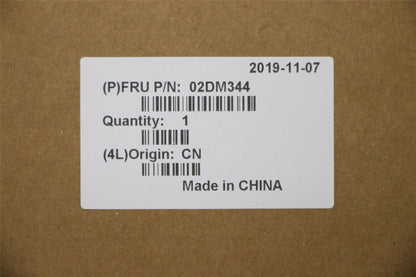 2019-11-07
(P)FRU P/N: 02DM344
Quantity: 1
(4L)Origin: CN
Made in CHINA